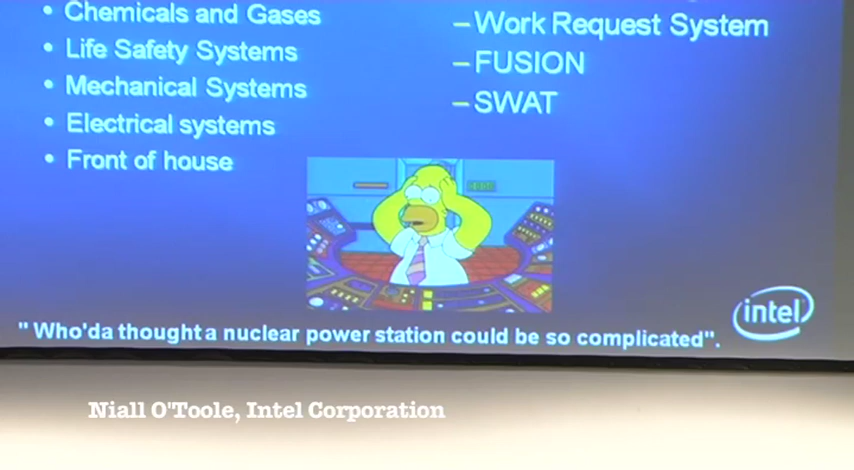 • Chemicals and Gases
• Life Safety Systems
• Mechanical Systems
• Electrical systems
• Front of house
– Work Request System
– FUSION
– SWAT
" Who'da thought a nuclear power station could be so complicated".
intel
Niall O'Toole, Intel Corporation